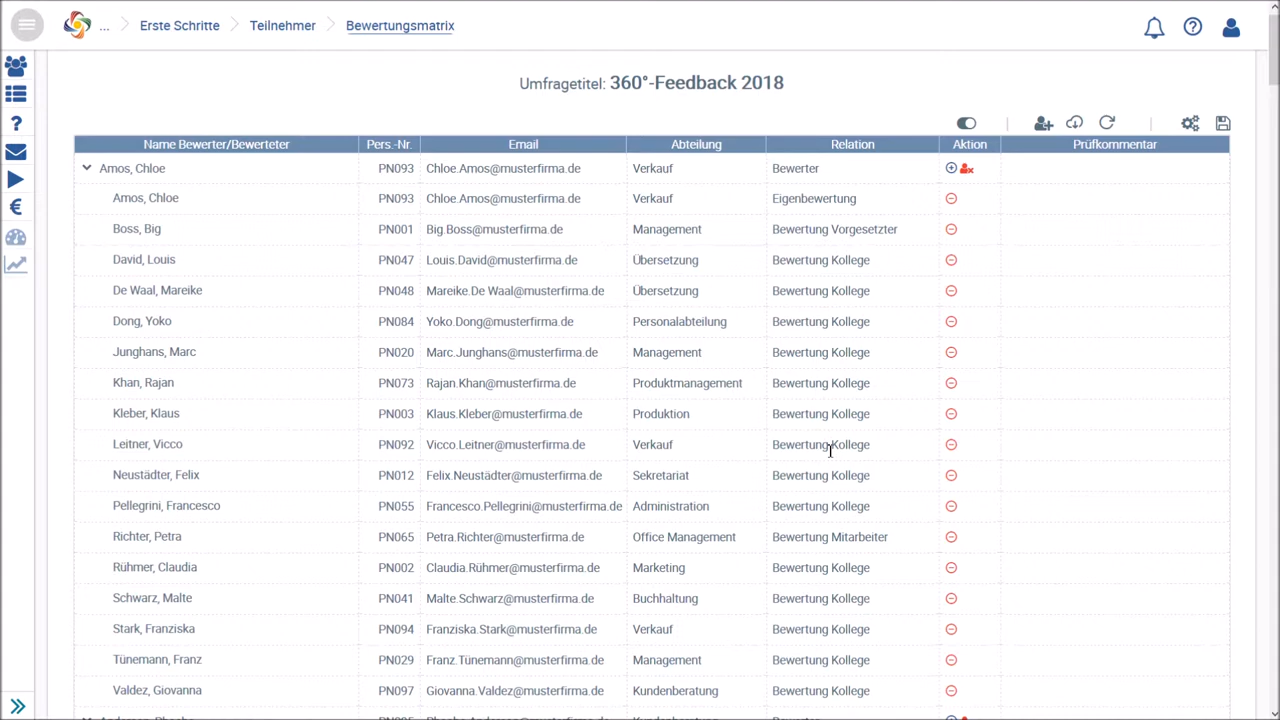 ... Erste Schritte Teilnehmer Bewertungsmatrix
Umfragetitel: 360°-Feedback 2018
Name Bewerter/Bewerteter Pers.-Nr. Email Abteilung Relation Aktion Prüfkommentar
Amos, Chloe PN093 Chloe.Amos@musterfirma.de Verkauf Bewerter
Amos, Chloe PN093 Chloe.Amos@musterfirma.de Verkauf Eigenbewertung
Boss, Big PN001 Big.Boss@musterfirma.de Management Bewertung Vorgesetzter
David, Louis PN047 Louis.David@musterfirma.de Übersetzung Bewertung Kollege
De Waal, Mareike PN048 Mareike.De Waal@musterfirma.de Übersetzung Bewertung Kollege
Dong, Yoko PN084 Yoko.Dong@musterfirma.de Personalabteilung Bewertung Kollege
Junghans, Marc PN020 Marc.Junghans@musterfirma.de Management Bewertung Kollege
Khan, Rajan PN073 Rajan.Khan@musterfirma.de Produktmanagement Bewertung Kollege
Kleber, Klaus PN003 Klaus.Kleber@musterfirma.de Produktion Bewertung Kollege
Leitner, Vicco PN092 Vicco.Leitner@musterfirma.de Verkauf Bewertung Kollege
Neustädter, Felix PN012 Felix.Neustädter@musterfirma.de Sekretariat Bewertung Kollege
Pellegrini, Francesco PN055 Francesco.Pellegrini@musterfirma.de Administration Bewertung Kollege
Richter, Petra PN065 Petra.Richter@musterfirma.de Office Management Bewertung Mitarbeiter
Rühmer, Claudia PN002 Claudia.Rühmer@musterfirma.de Marketing Bewertung Kollege
Schwarz, Malte PN041 Malte.Schwarz@musterfirma.de Buchhaltung Bewertung Kollege
Stark, Franziska PN094 Franziska.Stark@musterfirma.de Verkauf Bewertung Kollege
Tünemann, Franz PN029 Franz.Tünemann@musterfirma.de Management Bewertung Kollege
Valdez, Giovanna PN097 Giovanna.Valdez@musterfirma.de Kundenberatung Bewertung Kollege